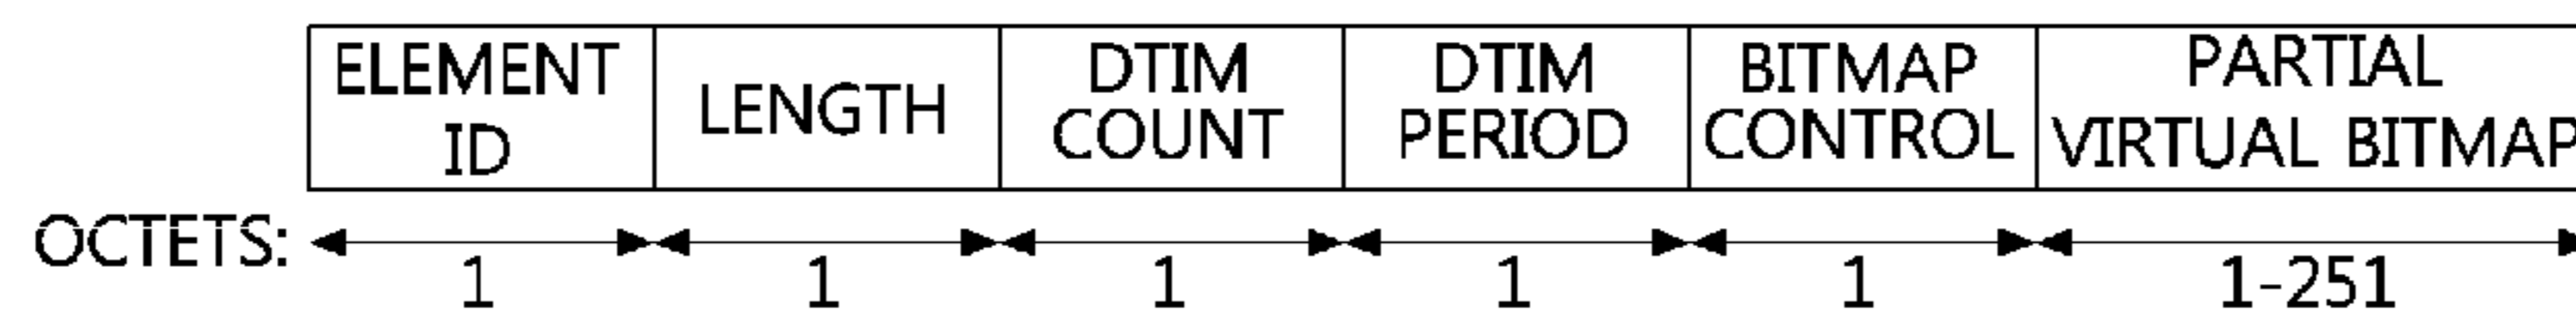 ELEMENT
ID
LENGTH
DTIM
COUNT
DTIM
PERIOD
BITMAP
CONTROL
PARTIAL
VIRTUAL BITMAP
OCTETS:
1
1
1
1
1
1-251